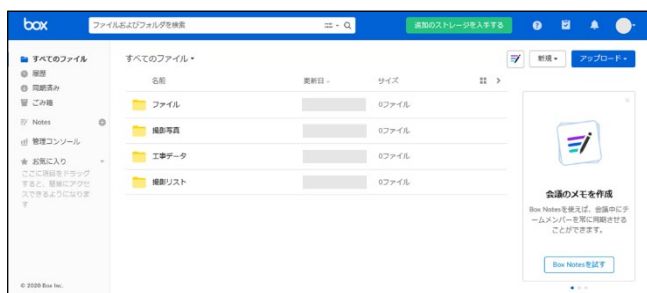 box
ファイルおよびフォルダを検索
追加のストレージを入手する
すべてのファイル
履歴
同期済み
ごみ箱
Notes
管理コンソール
お気に入り
ここに項目をドラッグ
すると、簡単にアクセ
スできるようになりま
す
© 2020 Box Inc.
すべてのファイル
新規
アップロード
名前
更新日
サイズ
ファイル
0ファイル
撮影写真
0ファイル
工事データ
0ファイル
撮影リスト
0ファイル
会議のメモを作成
Box Notesを使えば、会議中にチ
ームメンバーを常に同期させる
ことができます。
Box Notesを試す